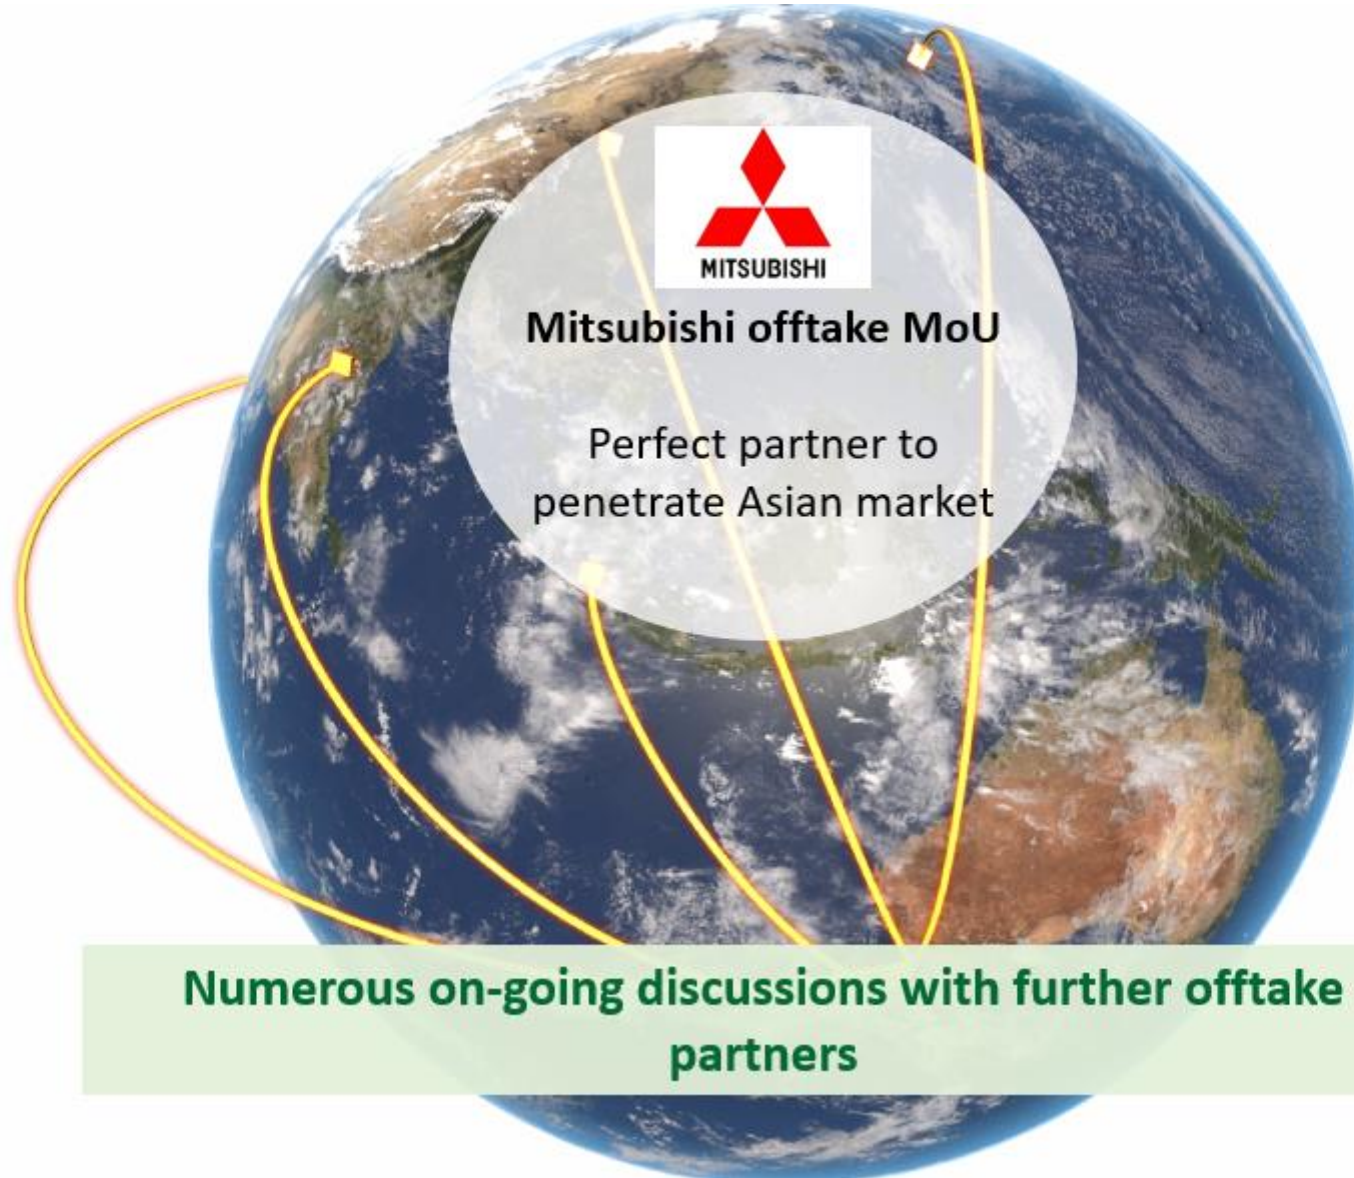 MITSUBISHI
Mitsubishi offtake MoU
Perfect partner to
penetrate Asian market
Numerous on-going discussions with further offtake
partners